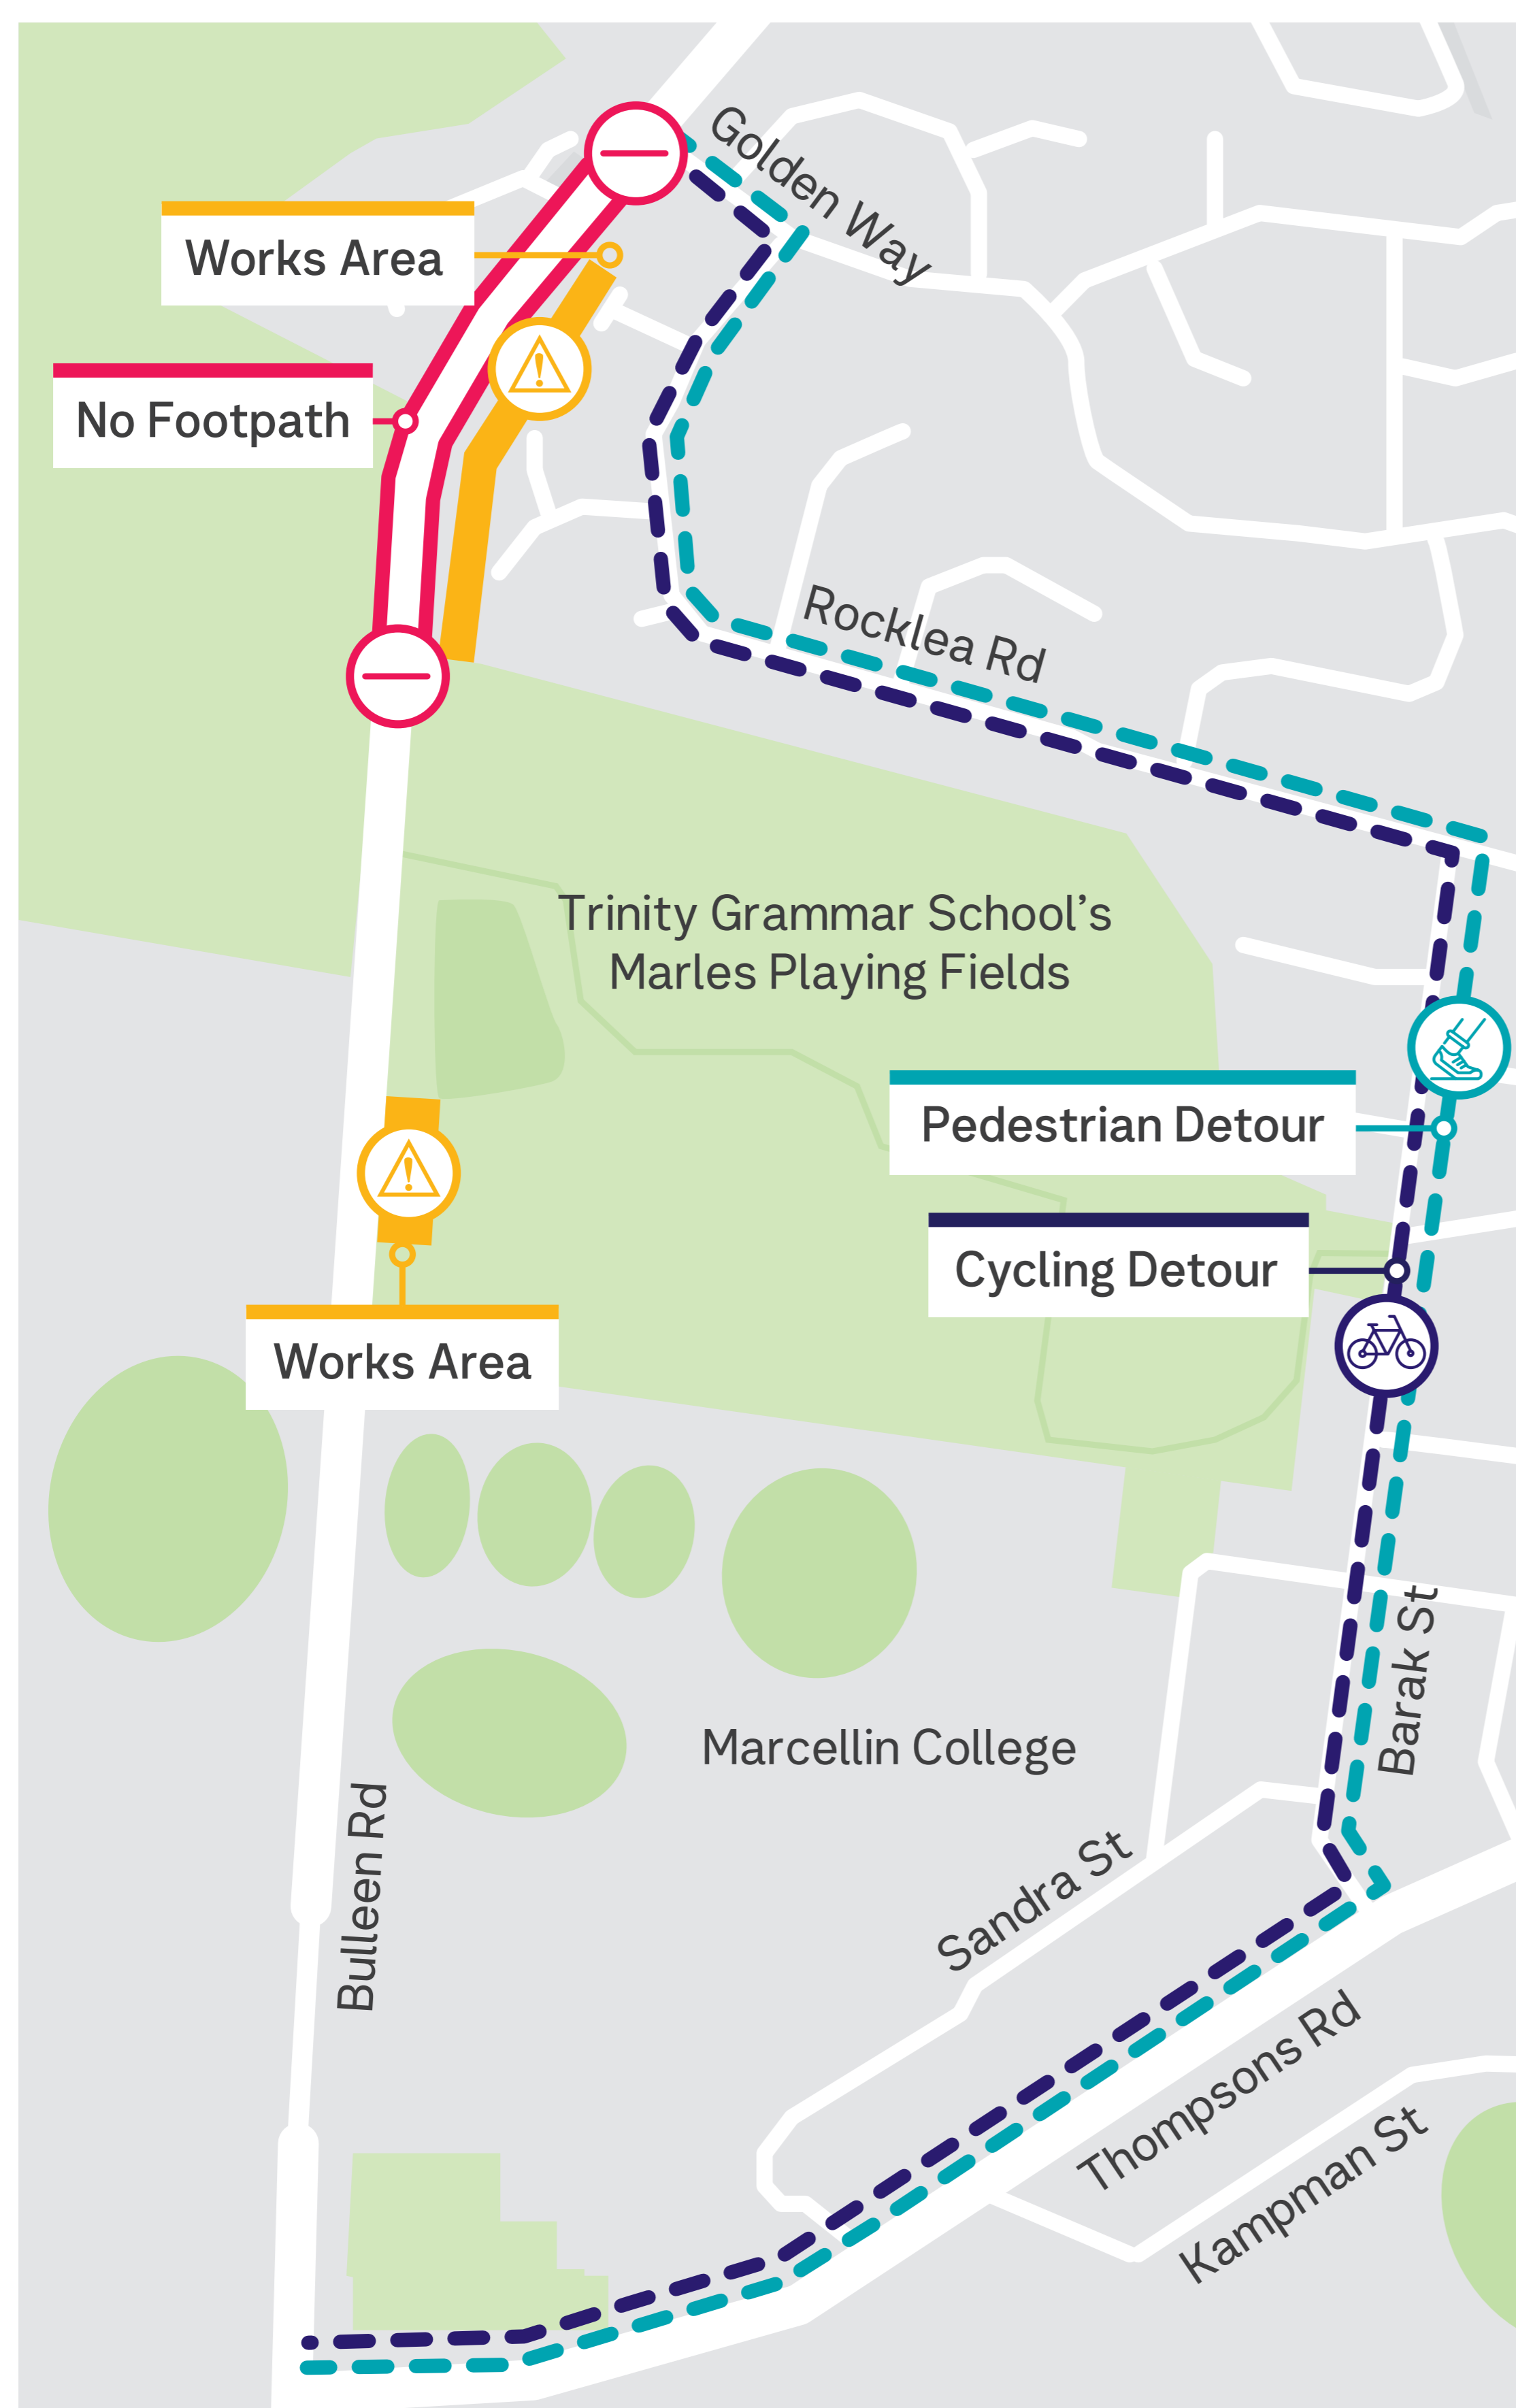 Golden Way
Works Area
No Footpath
Rocklea Rd
Trinity Grammar School’s
Marles Playing Fields
Pedestrian Detour
Cycling Detour
Works Area
Barak St
Marcellin College
Bulleen Rd
Sandra St
Thompsons Rd
Kampman St